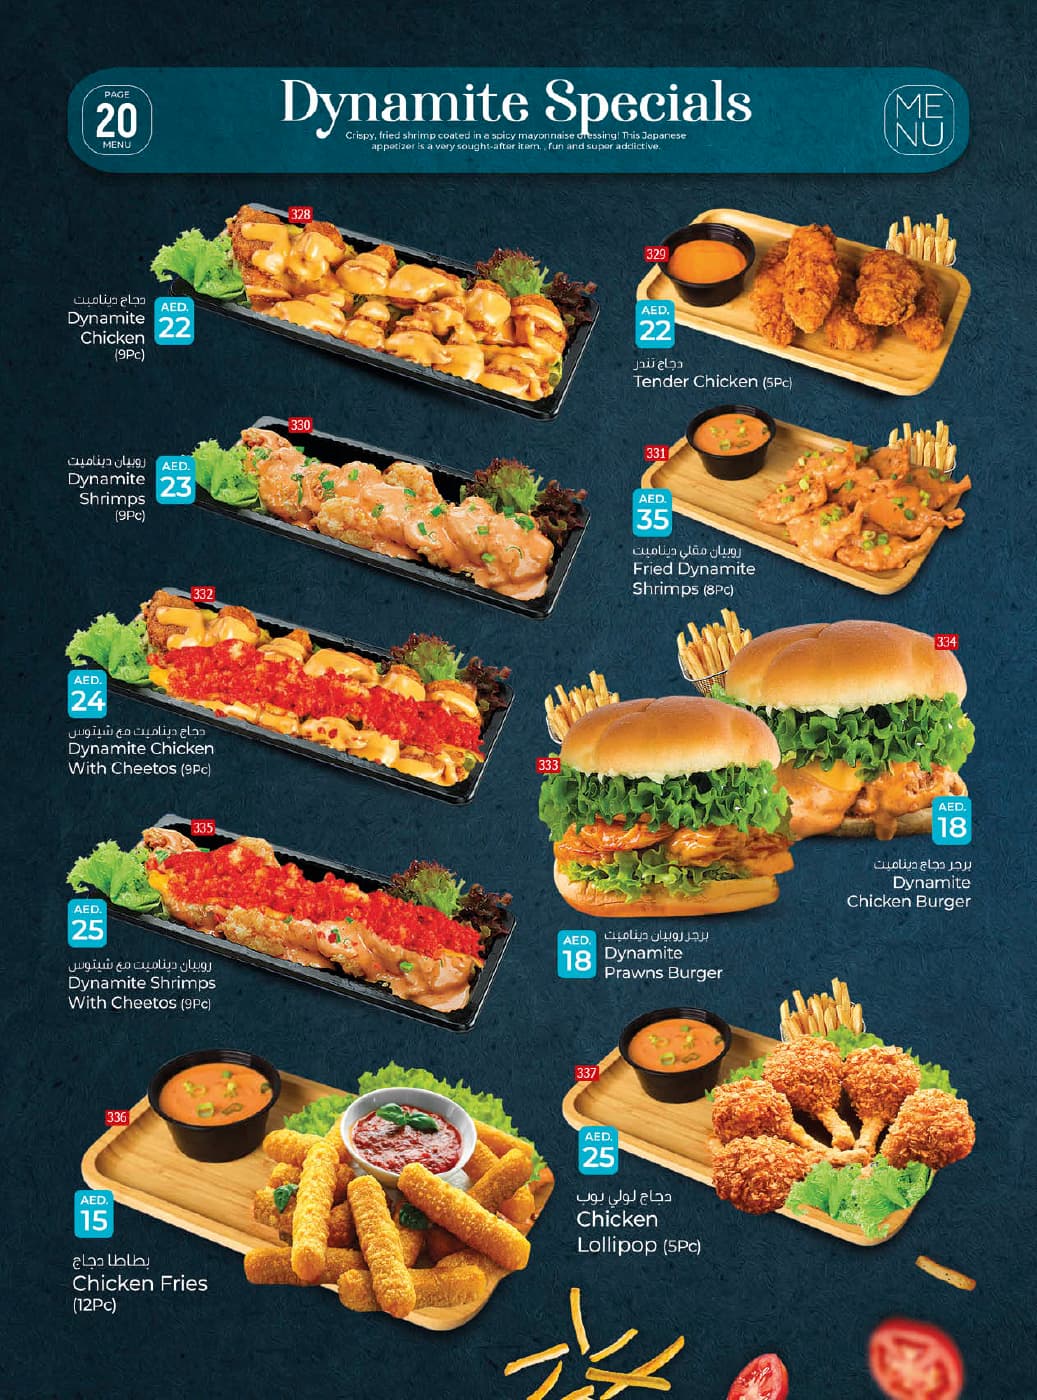 PAGE
20
MENU
Dynamite Specials
Crispy, fried shrimp coated in a spicy mayonnaise dressing! This Japanese
appetizer is a very sought-after item. , fun and super addictive.
ME
NU
328
دجاج ديناميت
Dynamite
Chicken
(9Pc)
AED.
22
329
AED.
22
دجاج تندر
Tender Chicken (5Pc)
330
روبيان ديناميت
Dynamite
Shrimps
(9Pc)
AED.
23
331
AED.
35
روبيان مقلي ديناميت
Fried Dynamite
Shrimps (8Pc)
332
AED.
24
دجاج ديناميت مع شيتوس
Dynamite Chicken
With Cheetos (9Pc)
334
AED.
18
برجر دجاج ديناميت
Dynamite
Chicken Burger
333
AED.
18
برجر روبيان ديناميت
Dynamite
Prawns Burger
335
AED.
25
روبيان ديناميت مع شيتوس
Dynamite Shrimps
With Cheetos (9Pc)
336
AED.
15
بطاطا دجاج
Chicken Fries
(12Pc)
337
AED.
25
دجاج لولي بوب
Chicken
Lollipop (5Pc)